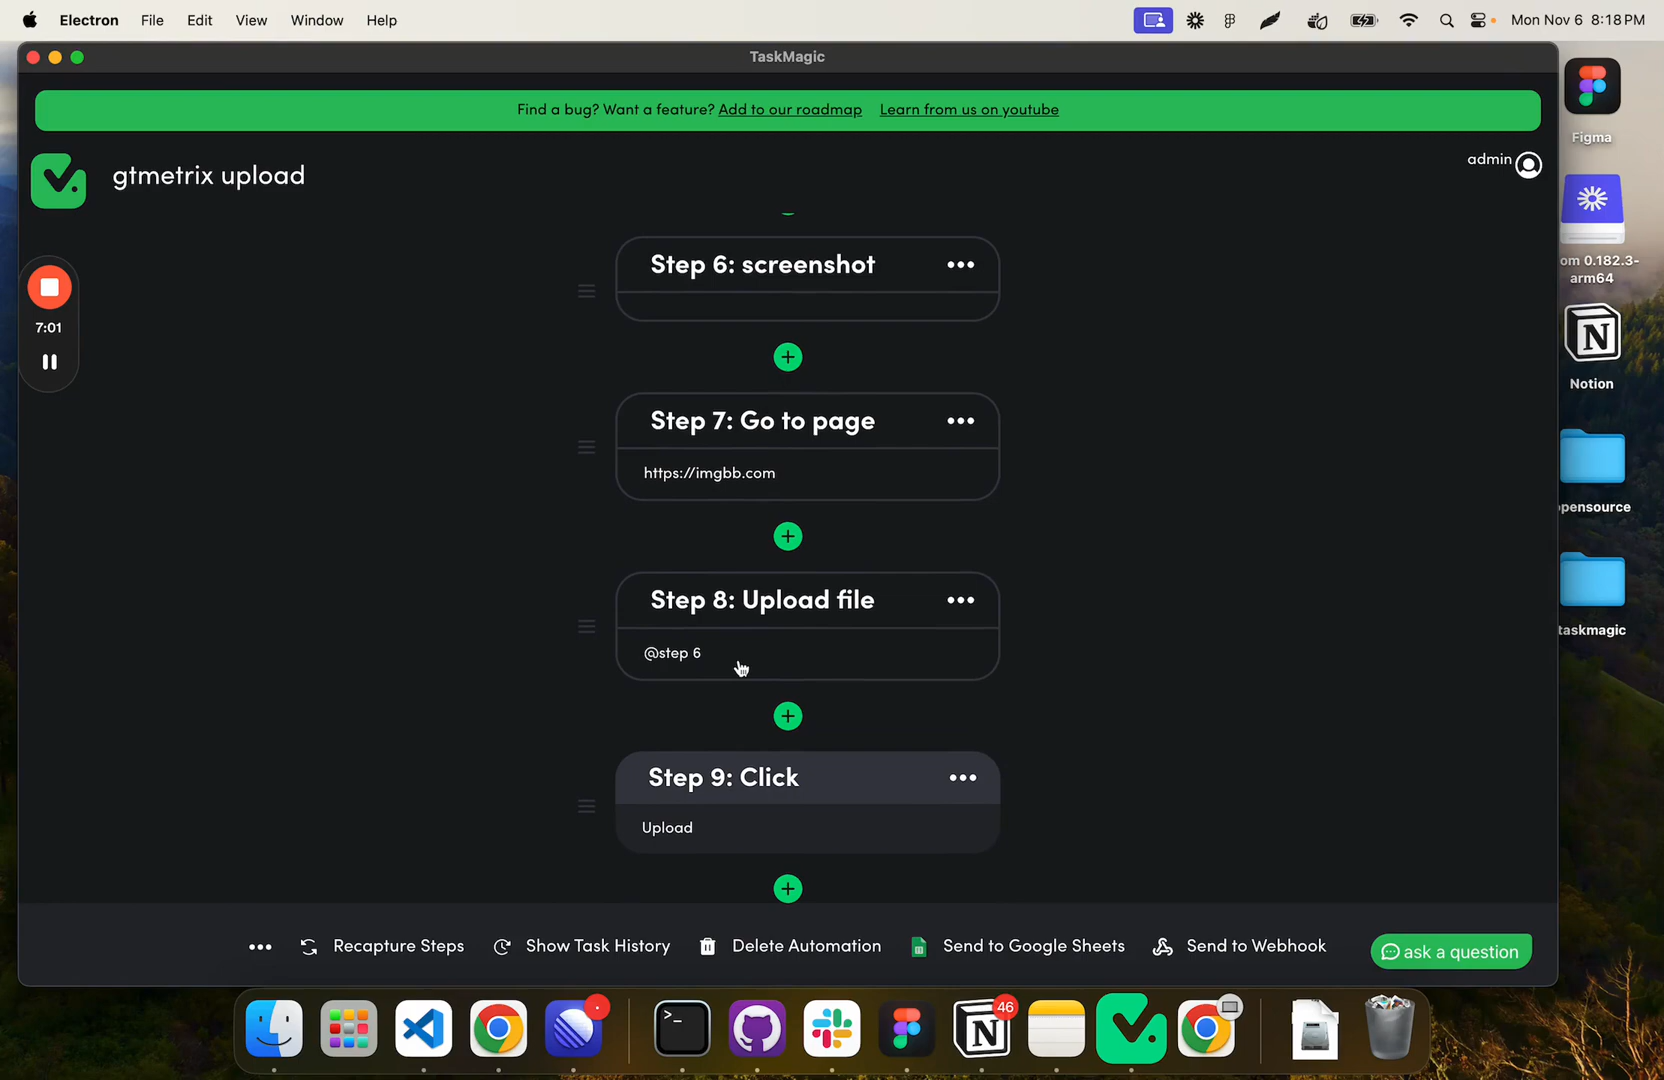 Electron File Edit View Window Help
Mon Nov 6 8:18 PM
TaskMagic
Find a bug? Want a feature? Add to our roadmap Learn from us on youtube
gtmetrix upload
admin
7:01
Step 6: screenshot
Step 7: Go to page
https://imgbb.com
Step 8: Upload file
@step 6
Step 9: Click
Upload
Recapture Steps
Show Task History
Delete Automation
Send to Google Sheets
Send to Webhook
ask a question
Figma
om 0.182.3-
arm64
Notion
pensource
taskmagic
46